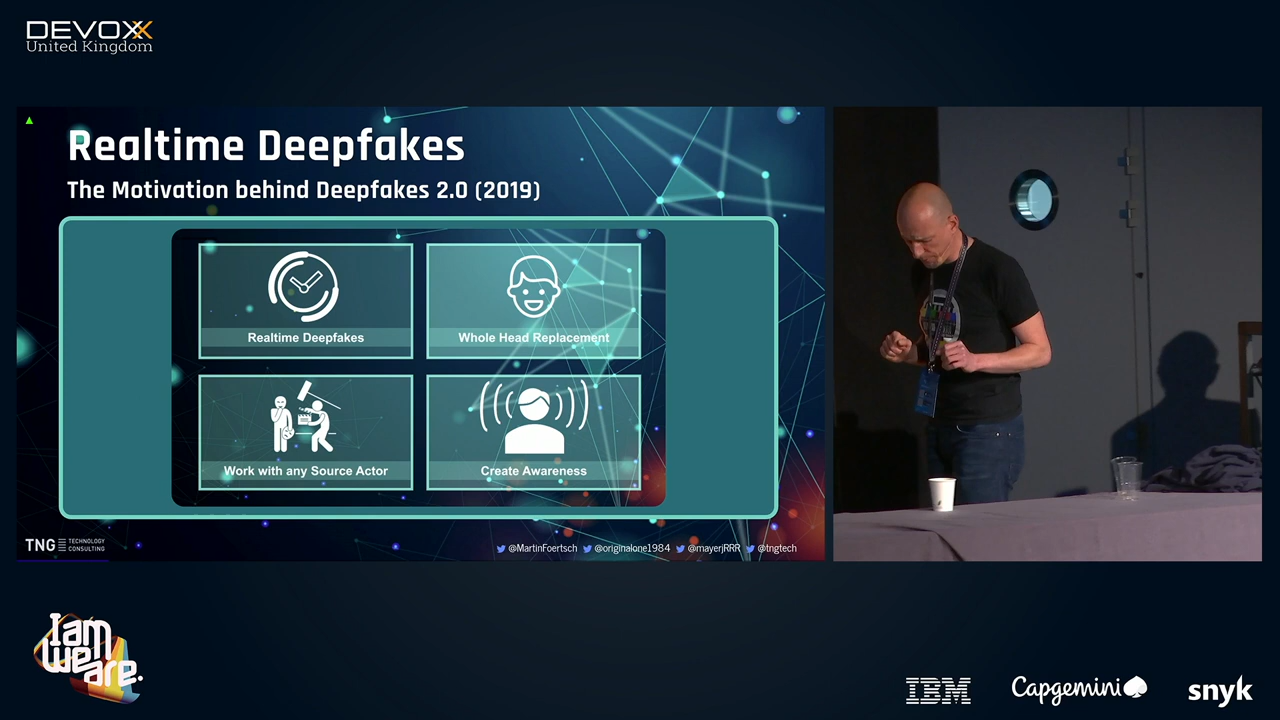 DEVOXX
United Kingdom
Realtime Deepfakes
The Motivation behind Deepfakes 2.0 (2019)
Realtime Deepfakes
Whole Head Replacement
Work with any Source Actor
Create Awareness
TNG TECHNOLOGY
CONSULTING
@MartinFoertsch @originalone1984 @mayerjRRR @tngtech
I am
We are.
IBM
Capgemini
snyk